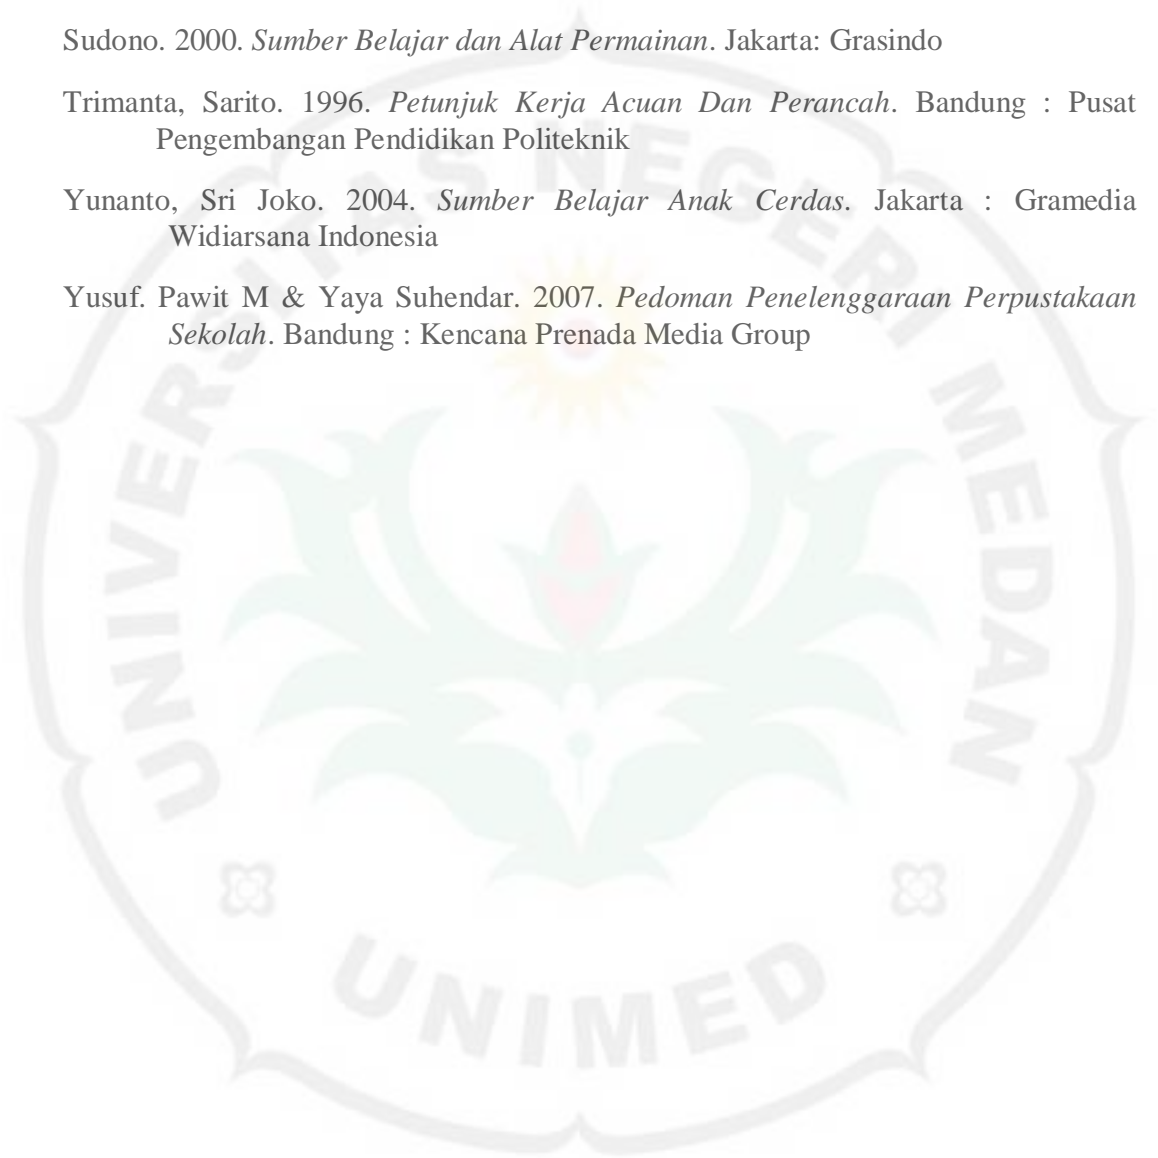 Sudono. 2000. Sumber Belajar dan Alat Permainan. Jakarta: Grasindo
Trimanta, Sarito. 1996. Petunjuk Kerja Acuan Dan Perancah. Bandung : Pusat
Pengembangan Pendidikan Politeknik
Yunanto, Sri Joko. 2004. Sumber Belajar Anak Cerdas. Jakarta : Gramedia
Widiarsana Indonesia
Yusuf. Pawit M & Yaya Suhendar. 2007. Pedoman Penelenggaraan Perpustakaan
Sekolah. Bandung : Kencana Prenada Media Group
UNIVERSITAS NEGERI MEDAN
UNIMED